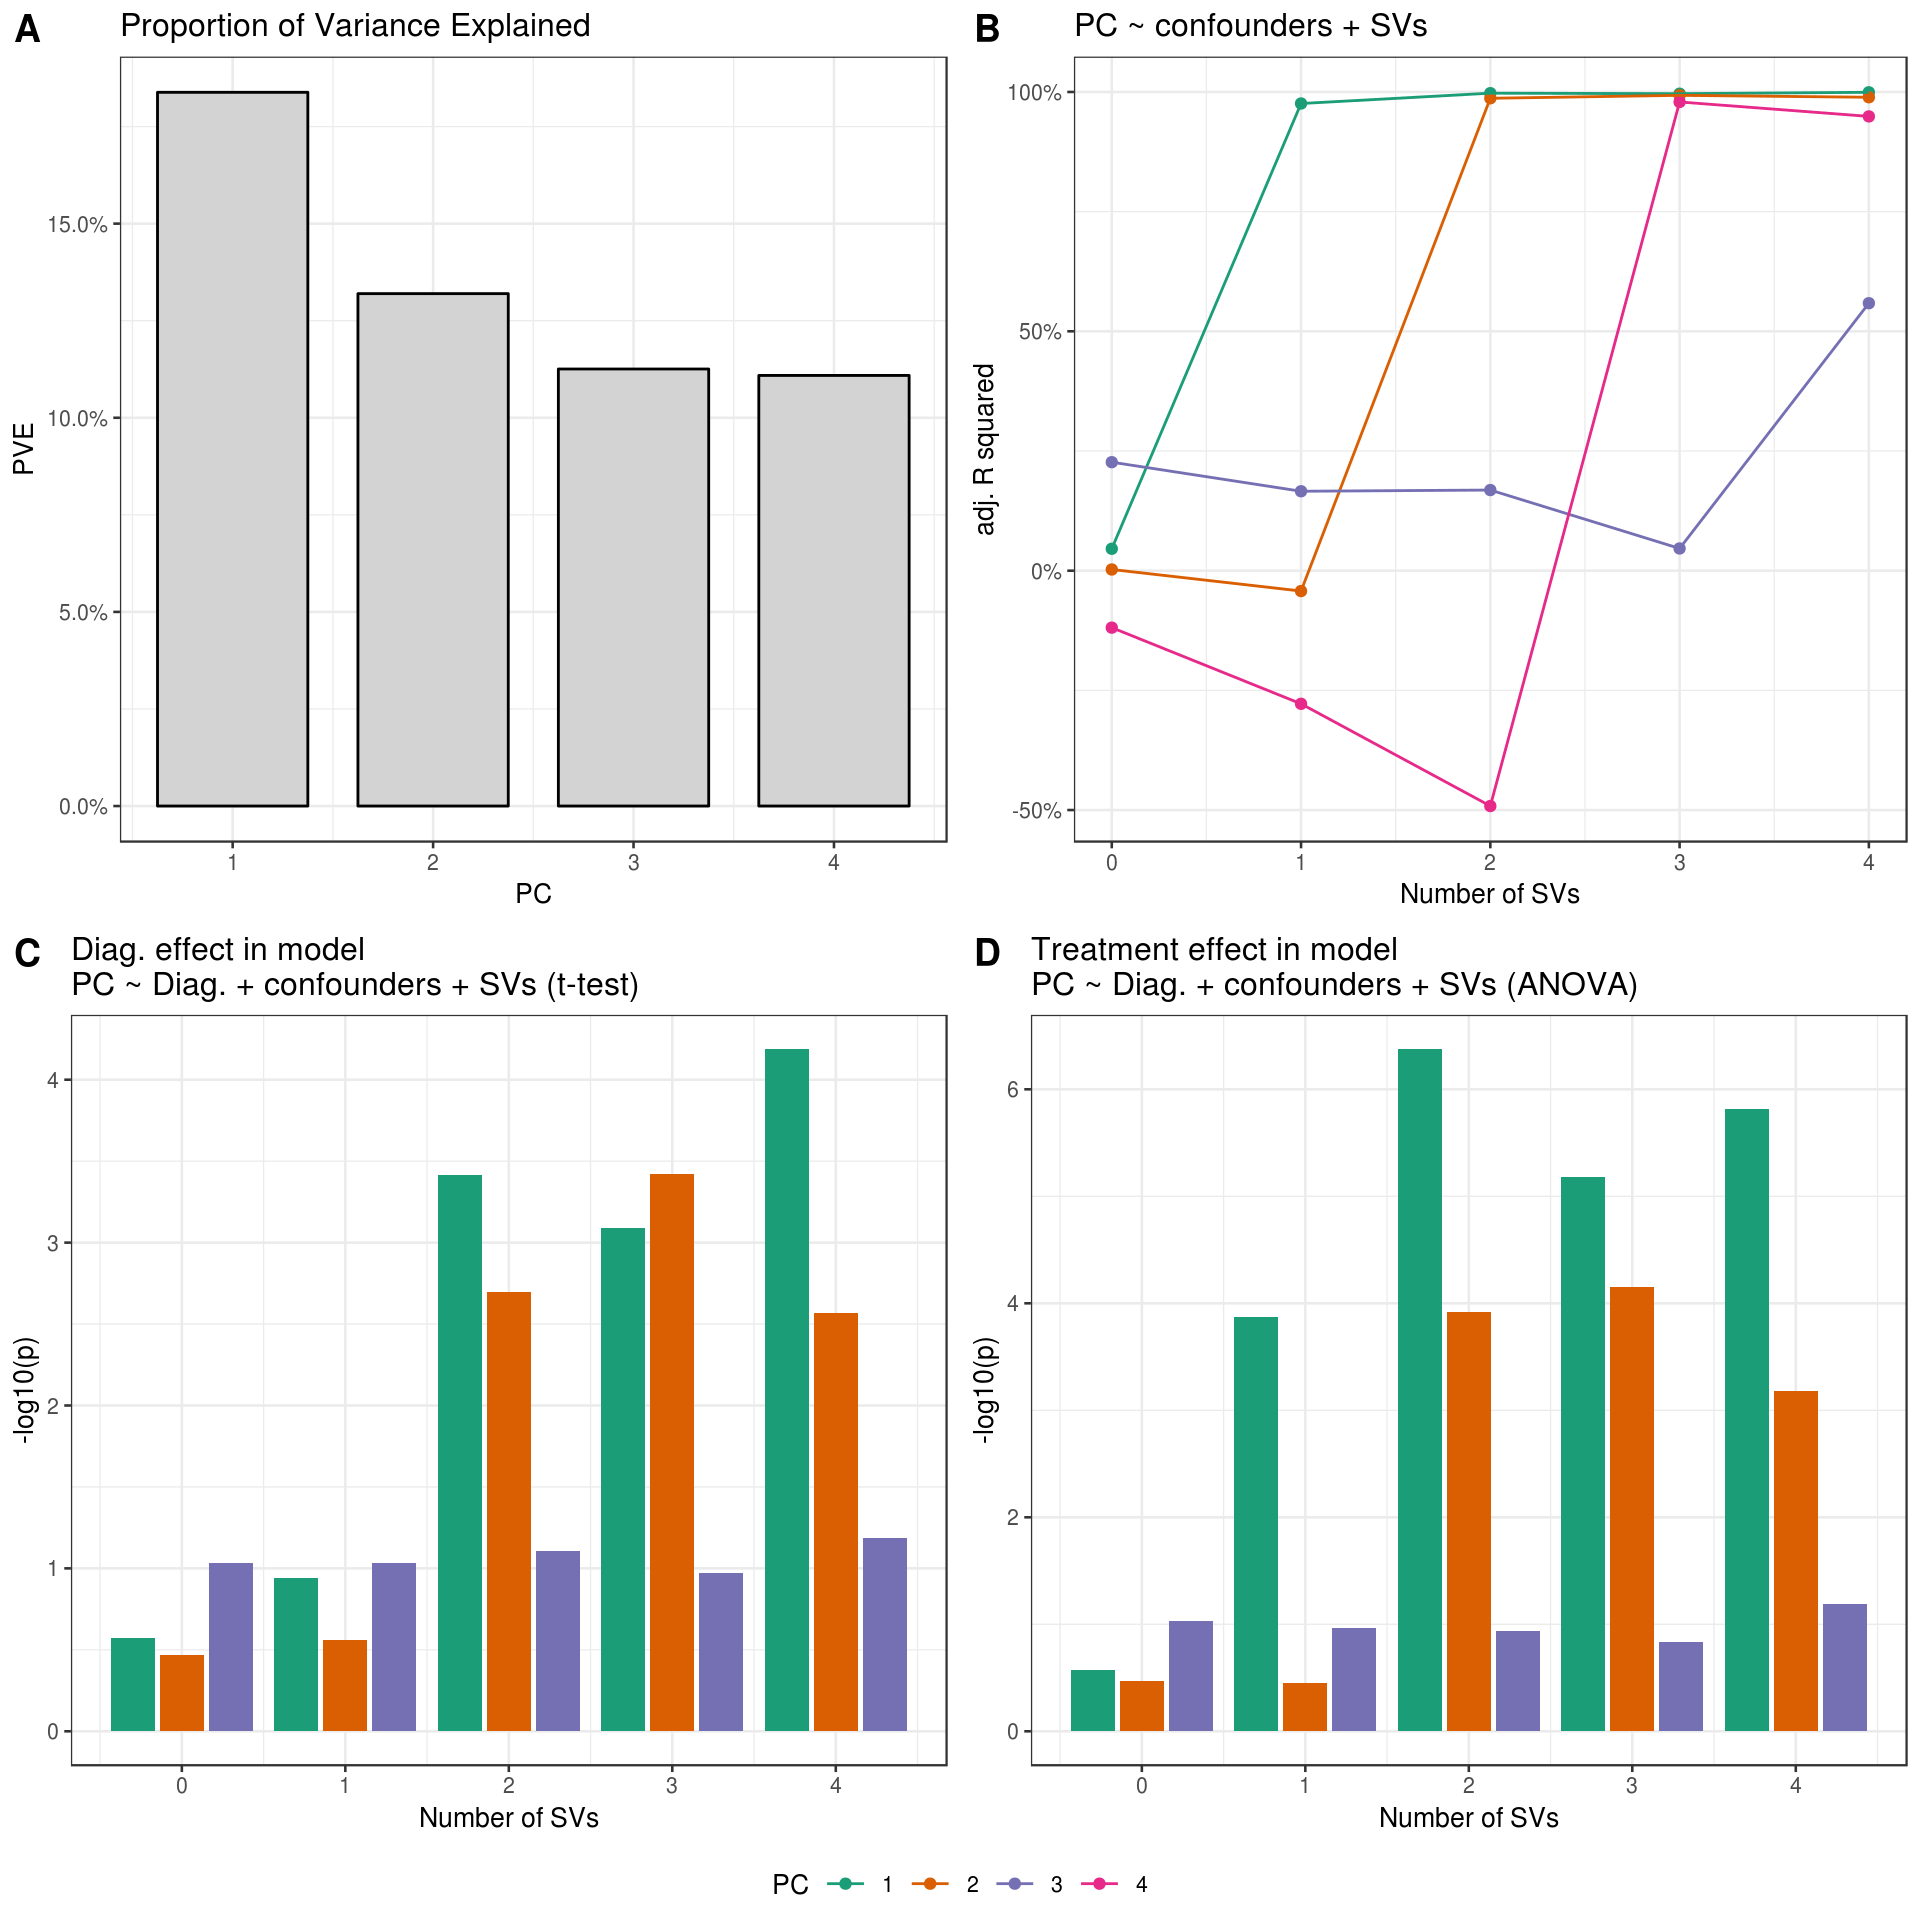 A Proportion of Variance Explained
PVE
15.0%
10.0%
5.0%
0.0%
1 2 3 4
PC
B PC ~ confounders + SVs
adj. R squared
100%
50%
0%
-50%
0 1 2 3 4
Number of SVs
C Diag. effect in model
PC ~ Diag. + confounders + SVs (t-test)
-log10(p)
4
3
2
1
0
0 1 2 3 4
Number of SVs
D Treatment effect in model
PC ~ Diag. + confounders + SVs (ANOVA)
-log10(p)
6
4
2
0
0 1 2 3 4
Number of SVs
PC 1 2 3 4